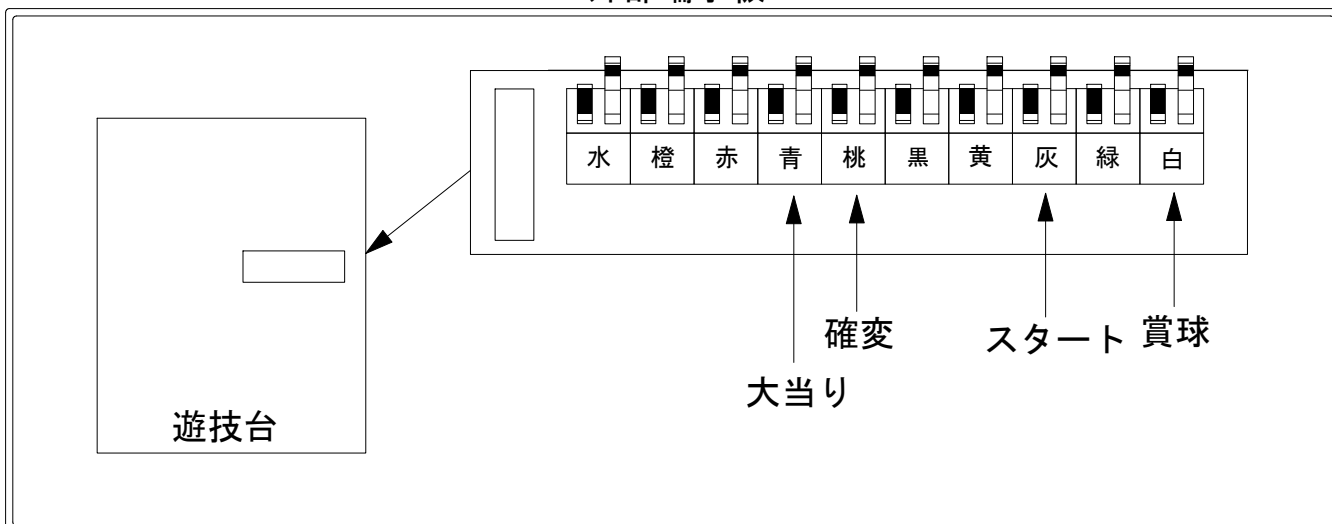 水 橙 赤 青 桃 黒 黄 灰 緑 白
確変
スタート 賞球
大当り
遊技台